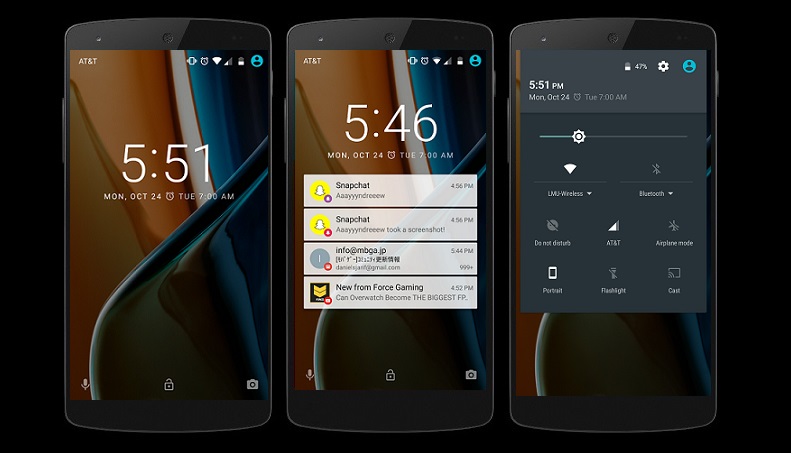 AT&T
5:51
MON, OCT 24 TUE 7:00 AM
AT&T
5:46
MON, OCT 24 TUE 7:00 AM
Snapchat 4:56 PM
Aaayyyndreeew
Snapchat 4:56 PM
Aaayyyndreeew took a screenshot!
I
info@mbga.jp 5:44 PM
danielsjarif@gmail.com 999+
New from Force Gaming 4:52 PM
Can Overwatch Become THE BIGGEST FP..
47%
5:51 PM
Mon, Oct 24 Tue 7:00 AM
LMU-Wireless Bluetooth
Do not disturb AT&T Airplane mode
Portrait Flashlight Cast